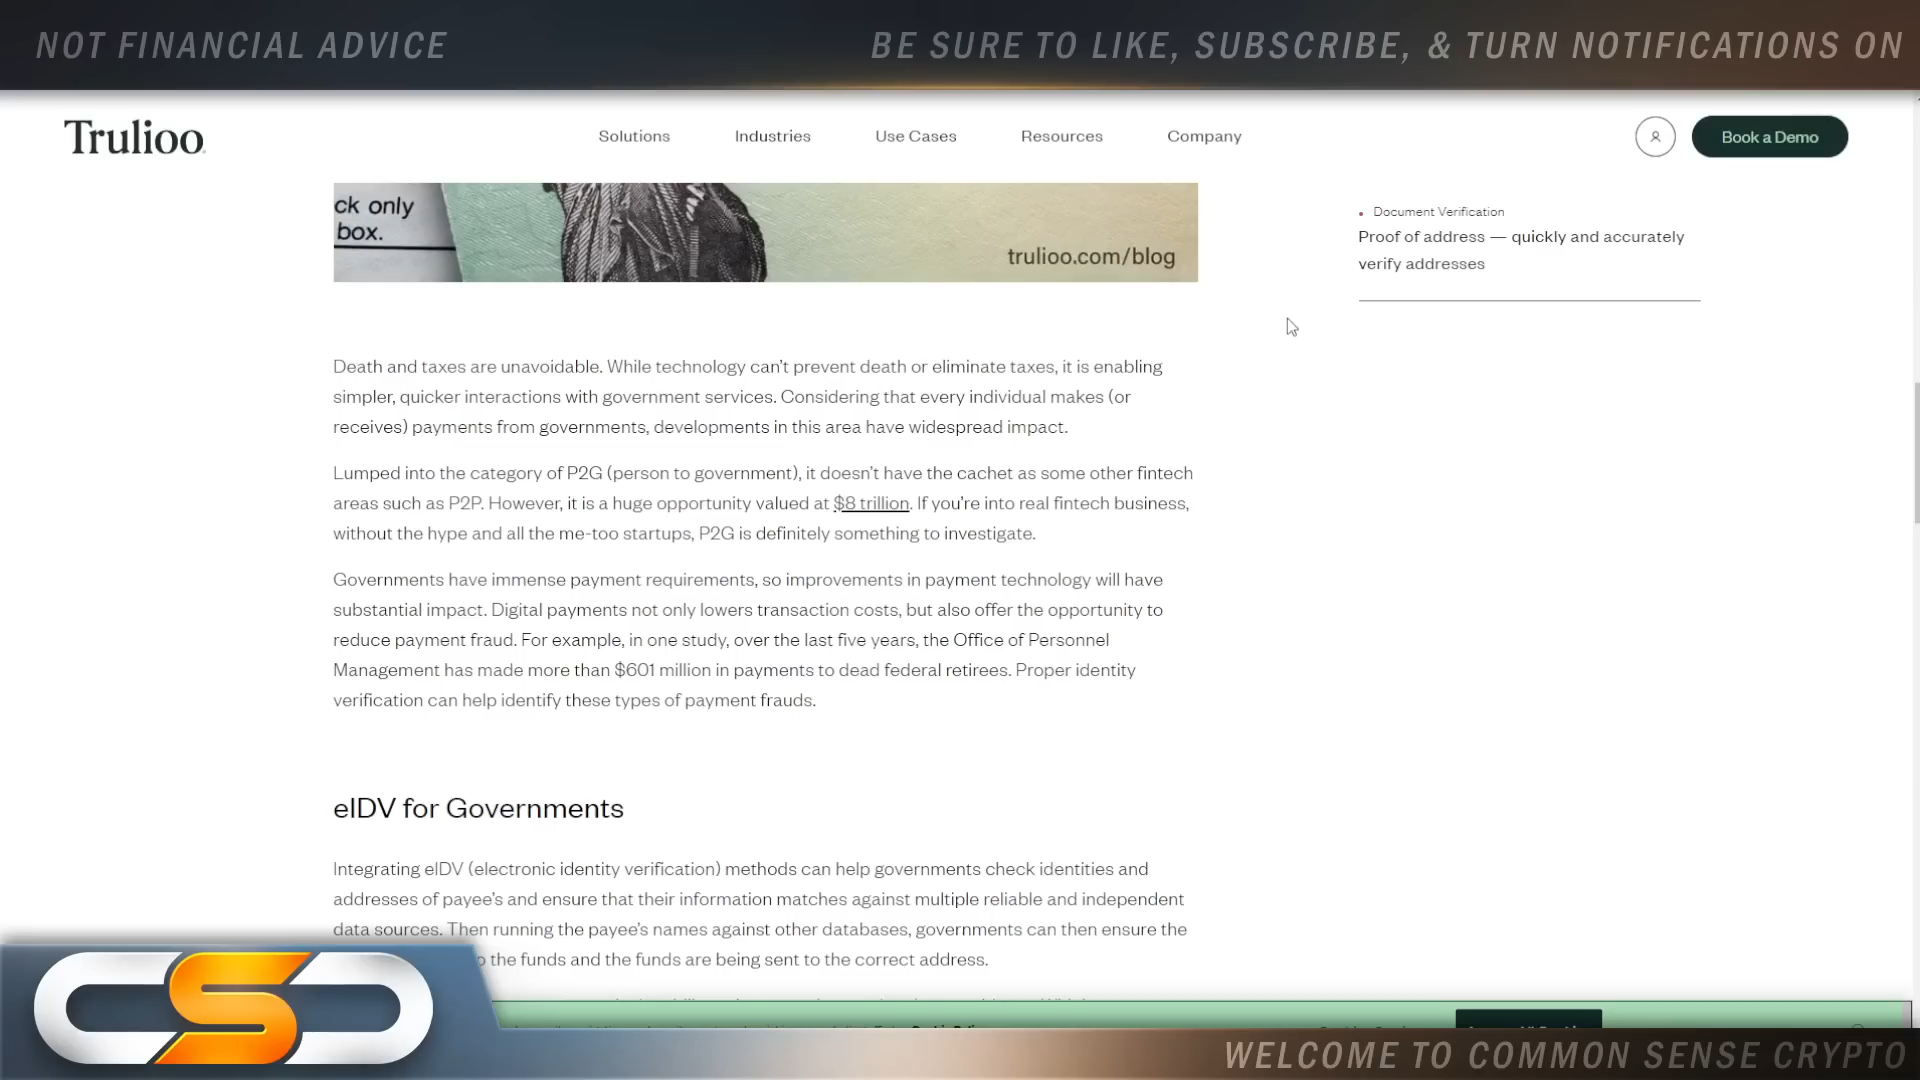 NOT FINANCIAL ADVICE
BE SURE TO LIKE, SUBSCRIBE, & TURN NOTIFICATIONS ON
Trulioo
Solutions
Industries
Use Cases
Resources
Company
Book a Demo
ck only
box.
trulioo.com/blog
Document Verification
Proof of address — quickly and accurately
verify addresses
Death and taxes are unavoidable. While technology can't prevent death or eliminate taxes, it is enabling
simpler, quicker interactions with government services. Considering that every individual makes (or
receives) payments from governments, developments in this area have widespread impact.
Lumped into the category of P2G (person to government), it doesn't have the cachet as some other fintech
areas such as P2P. However, it is a huge opportunity valued at $8 trillion. If you're into real fintech business,
without the hype and all the me-too startups, P2G is definitely something to investigate.
Governments have immense payment requirements, so improvements in payment technology will have
substantial impact. Digital payments not only lowers transaction costs, but also offer the opportunity to
reduce payment fraud. For example, in one study, over the last five years, the Office of Personnel
Management has made more than $601 million in payments to dead federal retirees. Proper identity
verification can help identify these types of payment frauds.
eIDV for Governments
Integrating eIDV (electronic identity verification) methods can help governments check identities and
addresses of payee's and ensure that their information matches against multiple reliable and independent
data sources. Then running the payee's names against other databases, governments can then ensure the
the funds and the funds are being sent to the correct address.
CSC
WELCOME TO COMMON SENSE CRYPTO